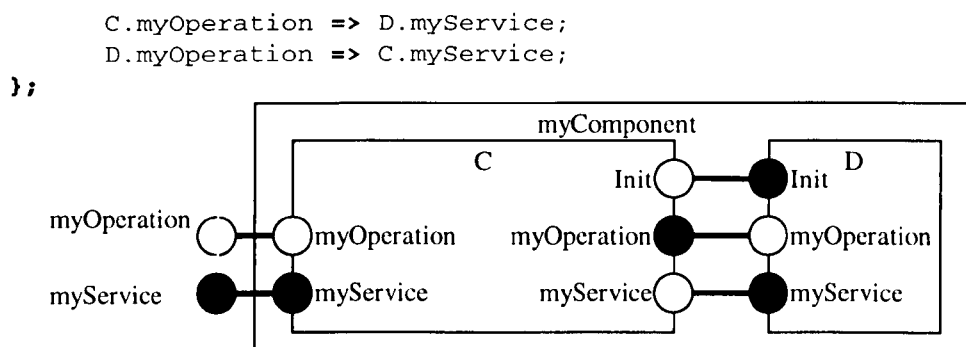 C.myOperation => D.myService;
D.myOperation => C.myService;
};
myComponent
C
D
Init
Init
myOperation
myOperation
myOperation
myOperation
myService
myService
myService
myService